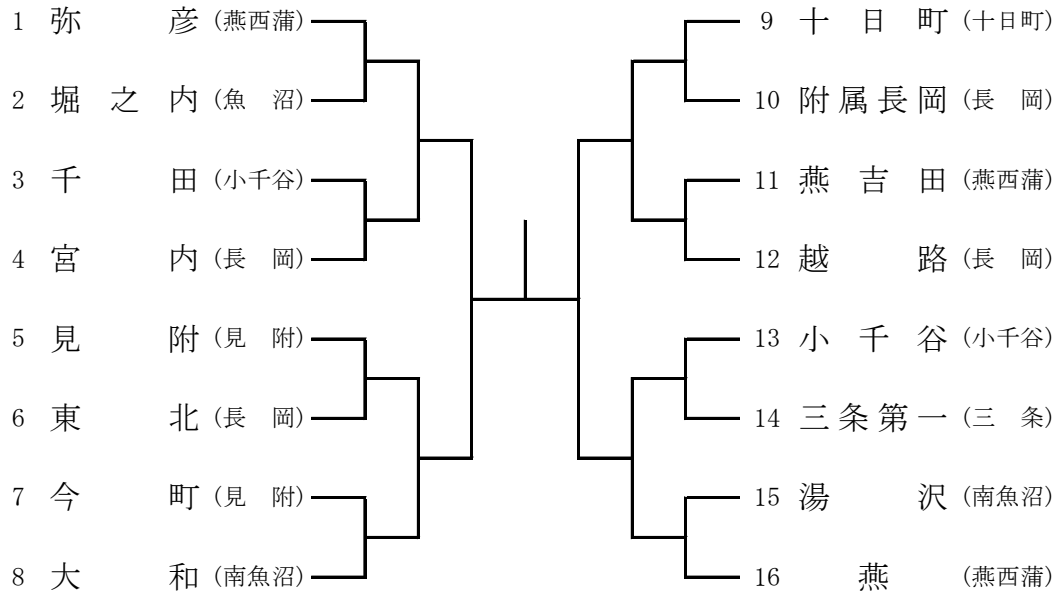 1 弥彦 (燕西蒲)
2 堀之内 (魚沼)
3 千田 (小千谷)
4 宮内 (長岡)
5 見附 (見附)
6 東北 (長岡)
7 今町 (見附)
8 大和 (南魚沼)
9 十日町 (十日町)
10 附属長岡 (長岡)
11 燕吉田 (燕西蒲)
12 越路 (長岡)
13 小千谷 (小千谷)
14 三条第一 (三条)
15 湯沢 (南魚沼)
16 燕 (燕西蒲)